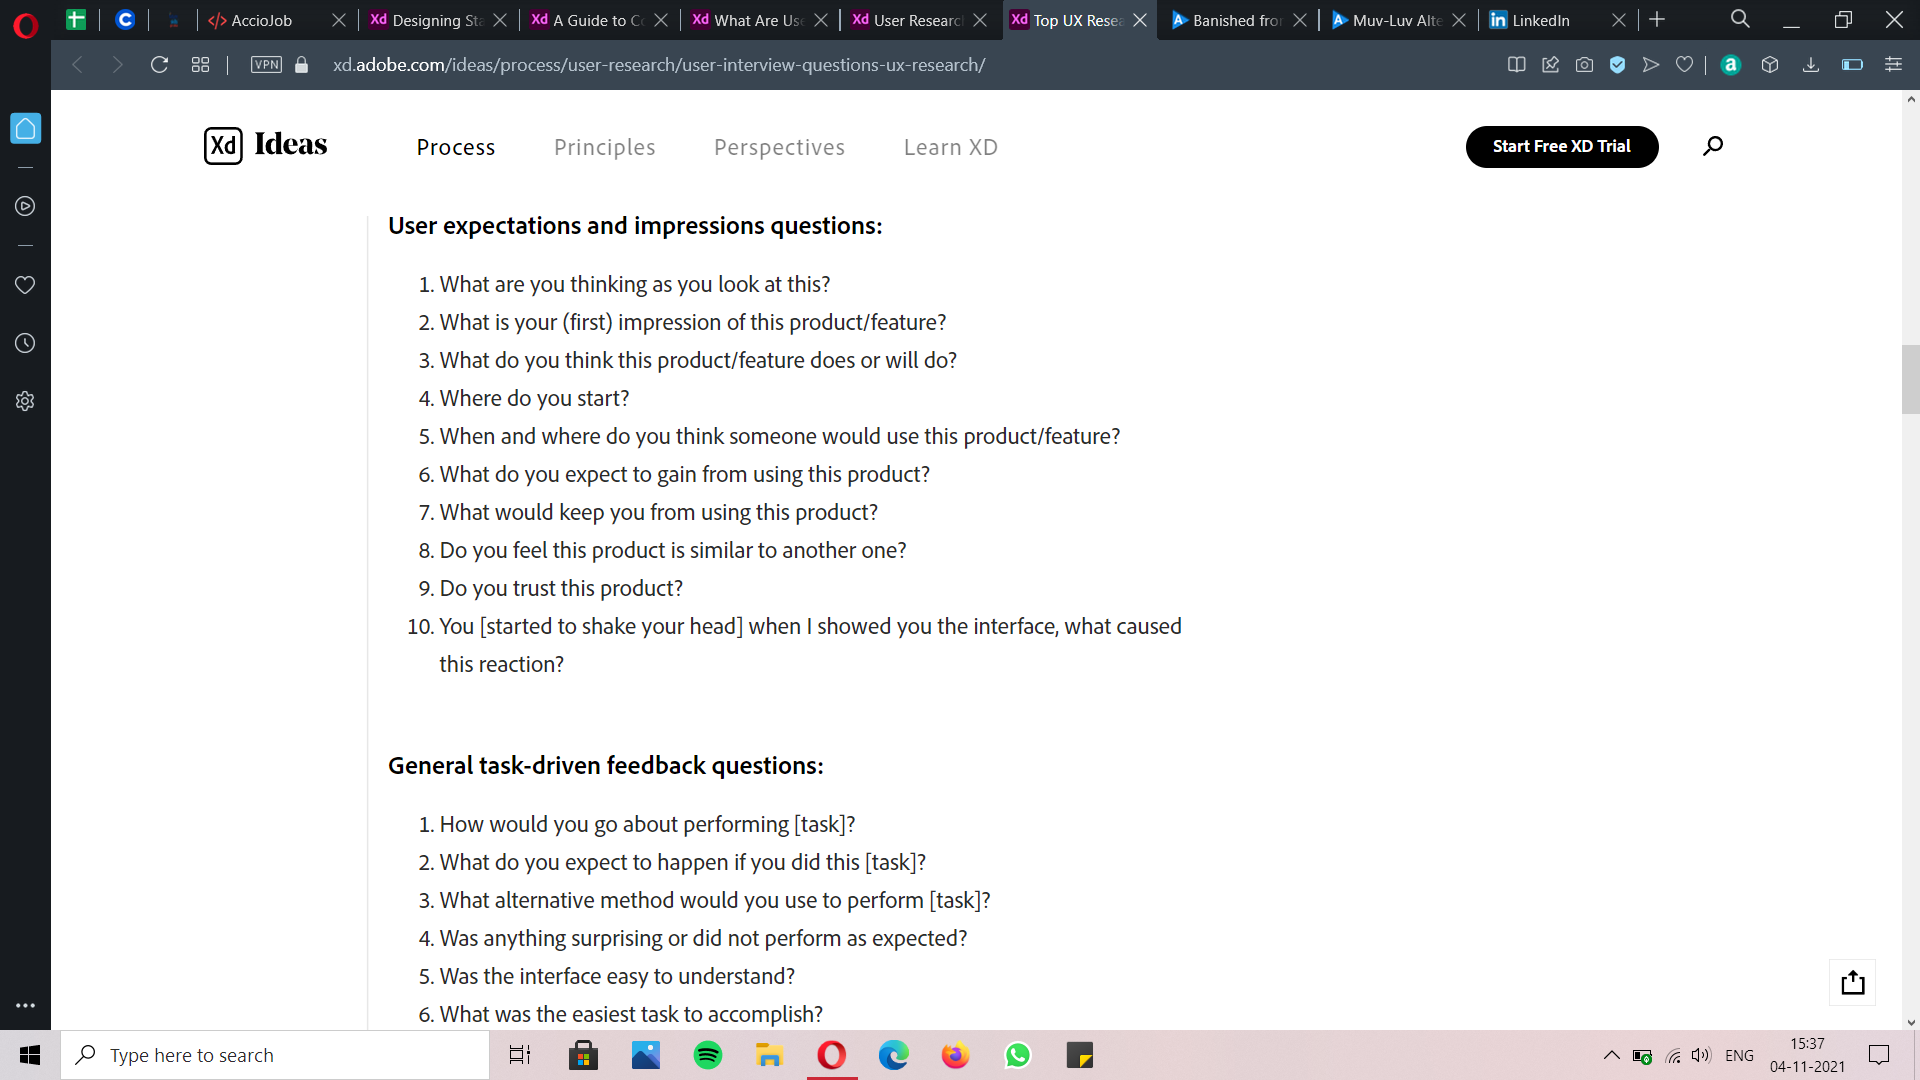 AccioJob
Designing Sta
A Guide to Co
What Are Use
User Research
Top UX Resea
Banished fron
Muv-Luv Alte
LinkedIn
VPN
xd.adobe.com/ideas/process/user-research/user-interview-questions-ux-research/
Xd Ideas
Process
Principles
Perspectives
Learn XD
Start Free XD Trial
User expectations and impressions questions:
1. What are you thinking as you look at this?
2. What is your (first) impression of this product/feature?
3. What do you think this product/feature does or will do?
4. Where do you start?
5. When and where do you think someone would use this product/feature?
6. What do you expect to gain from using this product?
7. What would keep you from using this product?
8. Do you feel this product is similar to another one?
9. Do you trust this product?
10. You [started to shake your head] when I showed you the interface, what caused
this reaction?
General task-driven feedback questions:
1. How would you go about performing [task]?
2. What do you expect to happen if you did this [task]?
3. What alternative method would you use to perform [task]?
4. Was anything surprising or did not perform as expected?
5. Was the interface easy to understand?
6. What was the easiest task to accomplish?
Type here to search
ENG
15:37
04-11-2021